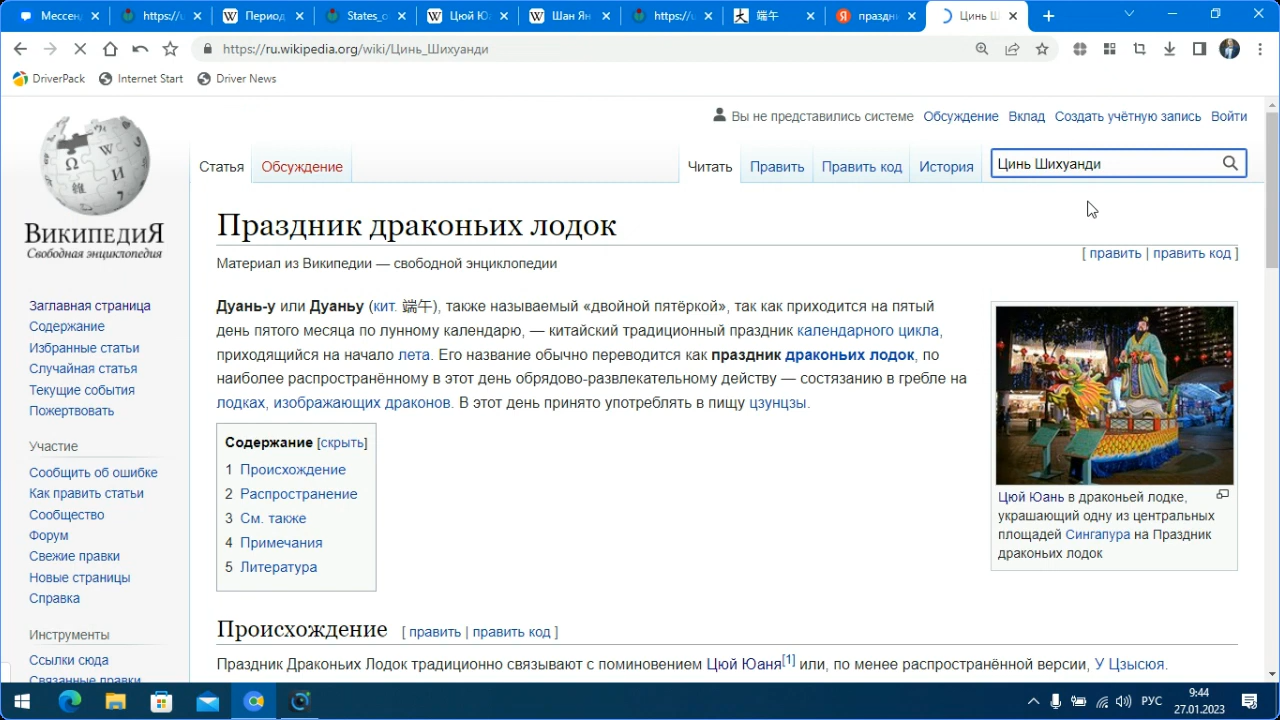 Мессен
https://
Период
https://
States_o
Цюй Ю
Шан Ян
https://
端午
праздн
Цинь Ш
https://ru.wikipedia.org/wiki/Цинь_Шихуанди
DriverPack
Internet Start
Driver News
Вы не представились системе
Обсуждение
Вклад
Создать учётную запись
Войти
Статья
Обсуждение
Читать
Править
Править код
История
Цинь Шихуанди
ВИКИПЕДИЯ
Свободная энциклопедия
Праздник драконьих лодок
[ править | править код ]
Материал из Википедии — свободной энциклопедии
Дуань-у или Дуаньу (кит. 端午), также называемый «двойной пятёркой», так как приходится на пятый
день пятого месяца по лунному календарю, — китайский традиционный праздник календарного цикла,
приходящийся на начало лета. Его название обычно переводится как праздник драконьих лодок, по
наиболее распространённому в этот день обрядово-развлекательному действу — состязанию в гребле на
лодках, изображающих драконов. В этот день принято употреблять в пищу цзунцзы.
Содержание [скрыть]
1 Происхождение
2 Распространение
3 См. также
4 Примечания
5 Литература
Цюй Юань в драконьей лодке,
украшающий одну из центральных
площадей Сингапура на Праздник
драконьих лодок
Происхождение [ править | править код ]
Праздник Драконьих Лодок традиционно связывают с поминовением Цюй Юаня[1] или, по менее распространённой версии, У Цзысюя.
Заглавная страница
Содержание
Избранные статьи
Случайная статья
Текущие события
Пожертвовать
Участие
Сообщить об ошибке
Как править статьи
Сообщество
Форум
Свежие правки
Новые страницы
Справка
Инструменты
Ссылки сюда
Связанные правки
РУС
9:44
27.01.2023